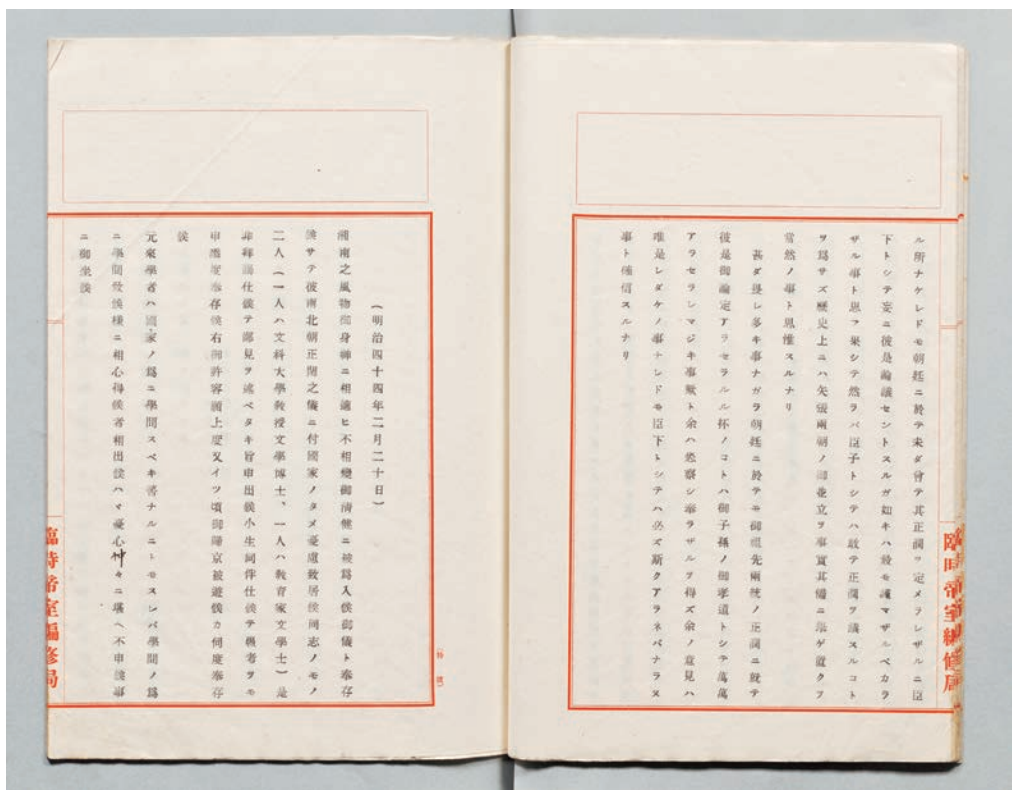 ル所ナケレドモ朝廷ニ於テ未ダ曾テ其正閏ヲ定メラレザルニ臣
下トシテ妄ニ彼是論議セントスルガ如キハ最モ謹マザルベカラ
ザル事ト思フ果シテ然ラバ臣子トシテハ敢テ正閏ヲ議スルコト
ヲ爲サズ歷史上ニハ矢張兩朝ノ御並立ヲ事實其儘ニ擧ゲ置クヲ
當然ノ事ト思惟スルナリ
甚ダ畏レ多キ事ナガラ朝廷ニ於テモ御祖先兩統ノ正閏ニ就テ
彼是御論定アラセラルル抔ノコトハ御子孫ノ御孝道トシテ萬萬
アラセラレマジキ事歟ト余ハ恐察シ奉ラザルヲ得ズ余ノ意見ハ
唯是レダケノ事ナレドモ臣下トシテハ必ズ斯クアラネバナラヌ
事ト確信スルナリ
臨時帝室編修局
(明治四十四年二月二十日)
湘南之風物御身神ニ相適ヒ不相變御淸健ニ被爲入候御儀ト奉存
候サテ彼南北朝正閏之儀ニ付國家ノタメ憂慮致居候同志ノモノ
二人(一人ハ文科大學敎授文學博士、一人ハ敎育家文學士)是
非拜謁仕候テ鄙見ヲ述ベタキ旨申出候小生同伴仕候テ兩者ヲモ
申度奉存候右御許容願上度又イツ頃御歸京被遊候カ伺度奉存
候
元來學者ハ國家ノ爲ニ學問スベキ者ナルニトモスレバ學問ノ爲
ニ學問致候樣ニ相心得候者相出候ハヾ憂心忡々ニ堪ヘ不申候事
ニ御坐候
臨時帝室編修局